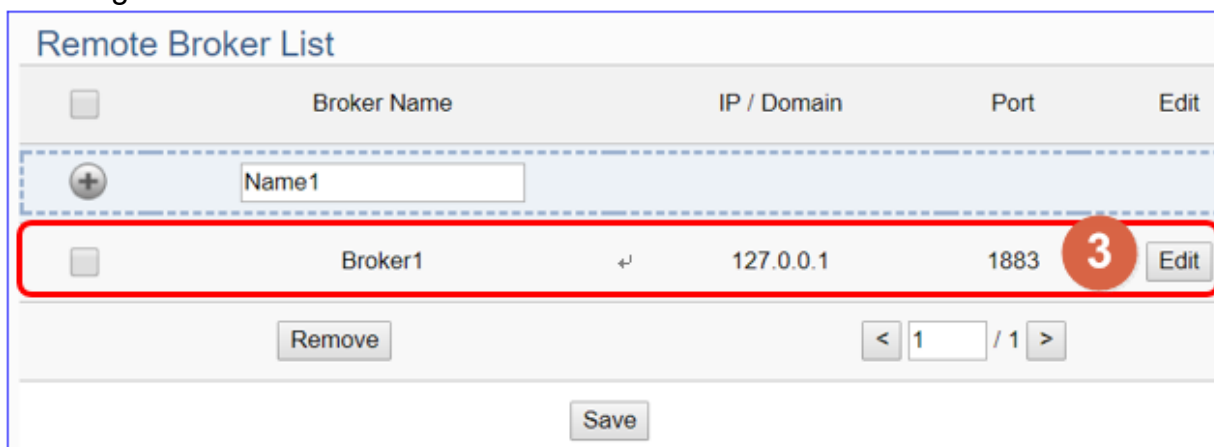 Remote Broker List
Broker Name IP / Domain Port Edit
Name1
Broker1 ↵ 127.0.0.1 1883 3 Edit
Remove < 1 / 1 >
Save